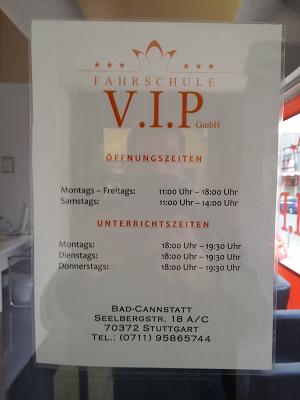 FAHRSCHULE
V.I.P GmbH
ÖFFNUNGSZEITEN
Montags – Freitags: 11:00 Uhr – 18:00 Uhr
Samstags: 11:00 Uhr – 14:00 Uhr
UNTERRICHTSZEITEN
Montags: 18:00 Uhr – 19:30 Uhr
Dienstags: 18:00 Uhr – 19:30 Uhr
Donnerstags: 18:00 Uhr – 19:30 Uhr
BAD-CANNSTATT
SEELBERGSTR. 18 A/C
70372 STUTTGART
TEL.: (0711) 95865744